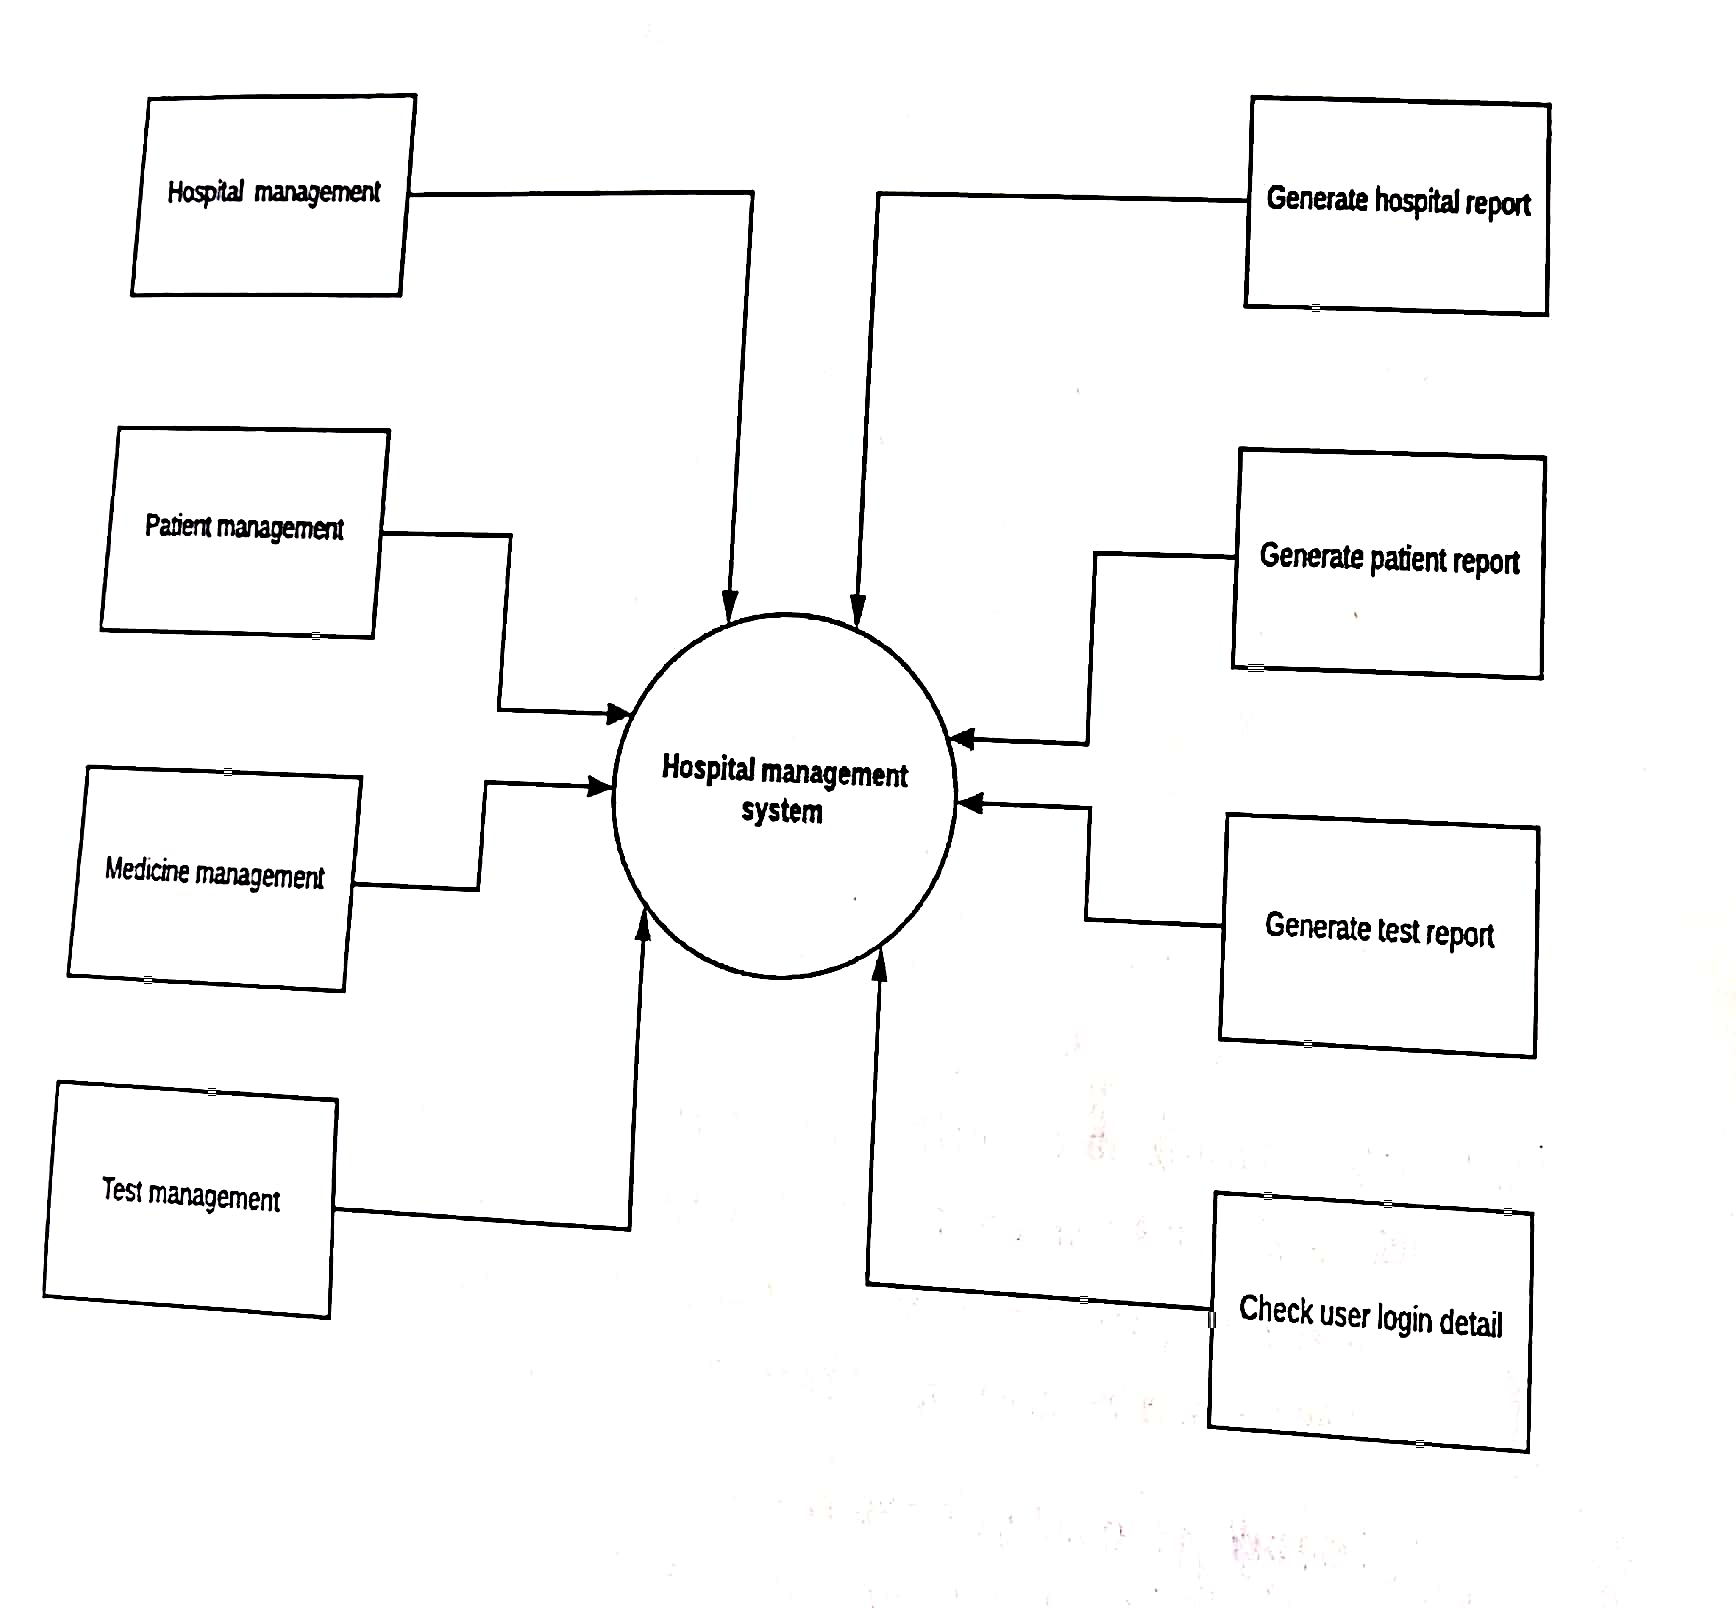 Hospital management
Generate hospital report
Patient management
Generate patient report
Hospital management
system
Medicine management
Generate test report
Test management
Check user login detail